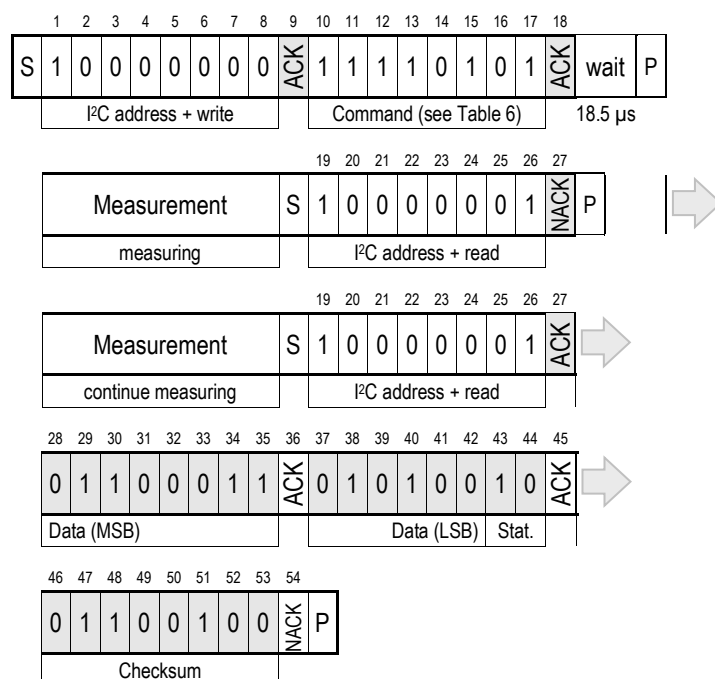 1 2 3 4 5 6 7 8 9 10 11 12 13 14 15 16 17 18
S 1 0 0 0 0 0 0 0 ACK 1 1 1 1 0 1 0 1 ACK wait P
I²C address + write Command (see Table 6) 18.5 µs
19 20 21 22 23 24 25 26 27
Measurement S 1 0 0 0 0 0 0 1 NACK P
measuring I²C address + read
19 20 21 22 23 24 25 26 27
Measurement S 1 0 0 0 0 0 0 1 ACK
continue measuring I²C address + read
28 29 30 31 32 33 34 35 36 37 38 39 40 41 42 43 44 45
0 1 1 0 0 0 1 1 ACK 0 1 0 1 0 0 1 0 ACK
Data (MSB) Data (LSB) Stat.
46 47 48 49 50 51 52 53 54
0 1 1 0 0 1 0 0 NACK P
Checksum